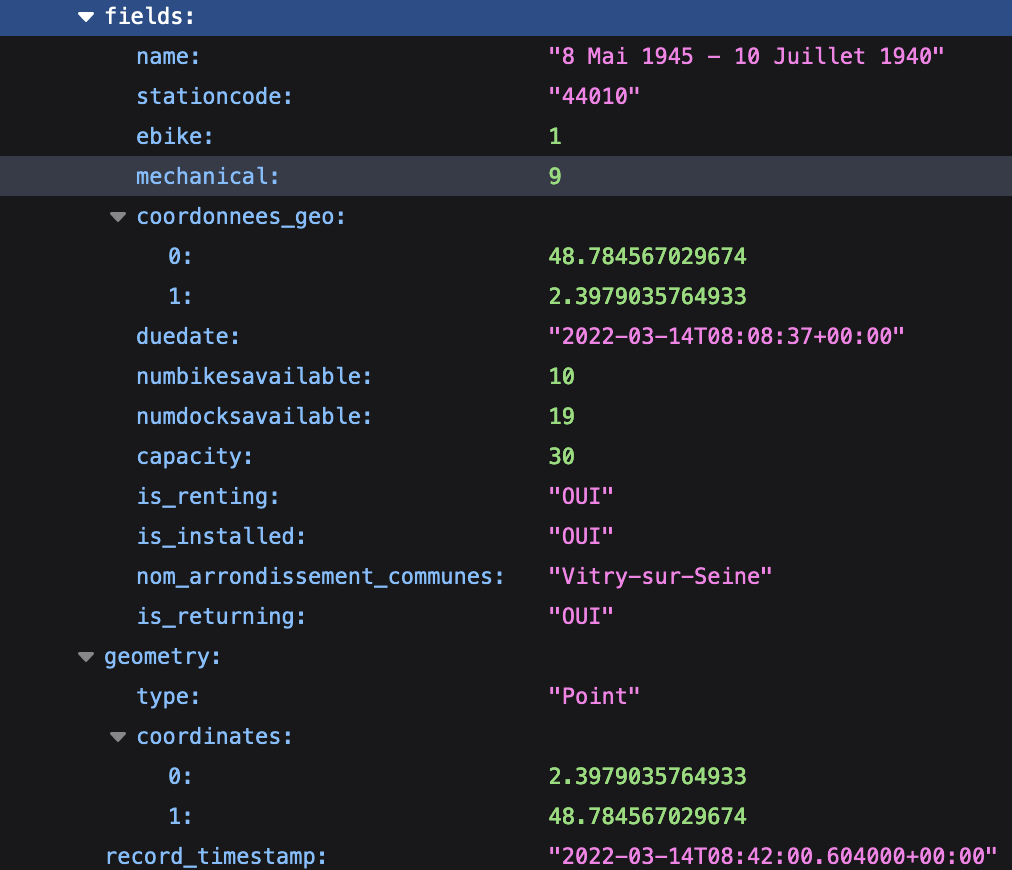 fields:
name: "8 Mai 1945 - 10 Juillet 1940"
stationcode: "44010"
ebike: 1
mechanical: 9
coordonnees_geo:
0: 48.784567029674
1: 2.3979035764933
duedate: "2022-03-14T08:08:37+00:00"
numbikesavailable: 10
numdocksavailable: 19
capacity: 30
is_renting: "OUI"
is_installed: "OUI"
nom_arrondissement_communes: "Vitry-sur-Seine"
is_returning: "OUI"
geometry:
type: "Point"
coordinates:
0: 2.3979035764933
1: 48.784567029674
record_timestamp: "2022-03-14T08:42:00.604000+00:00"